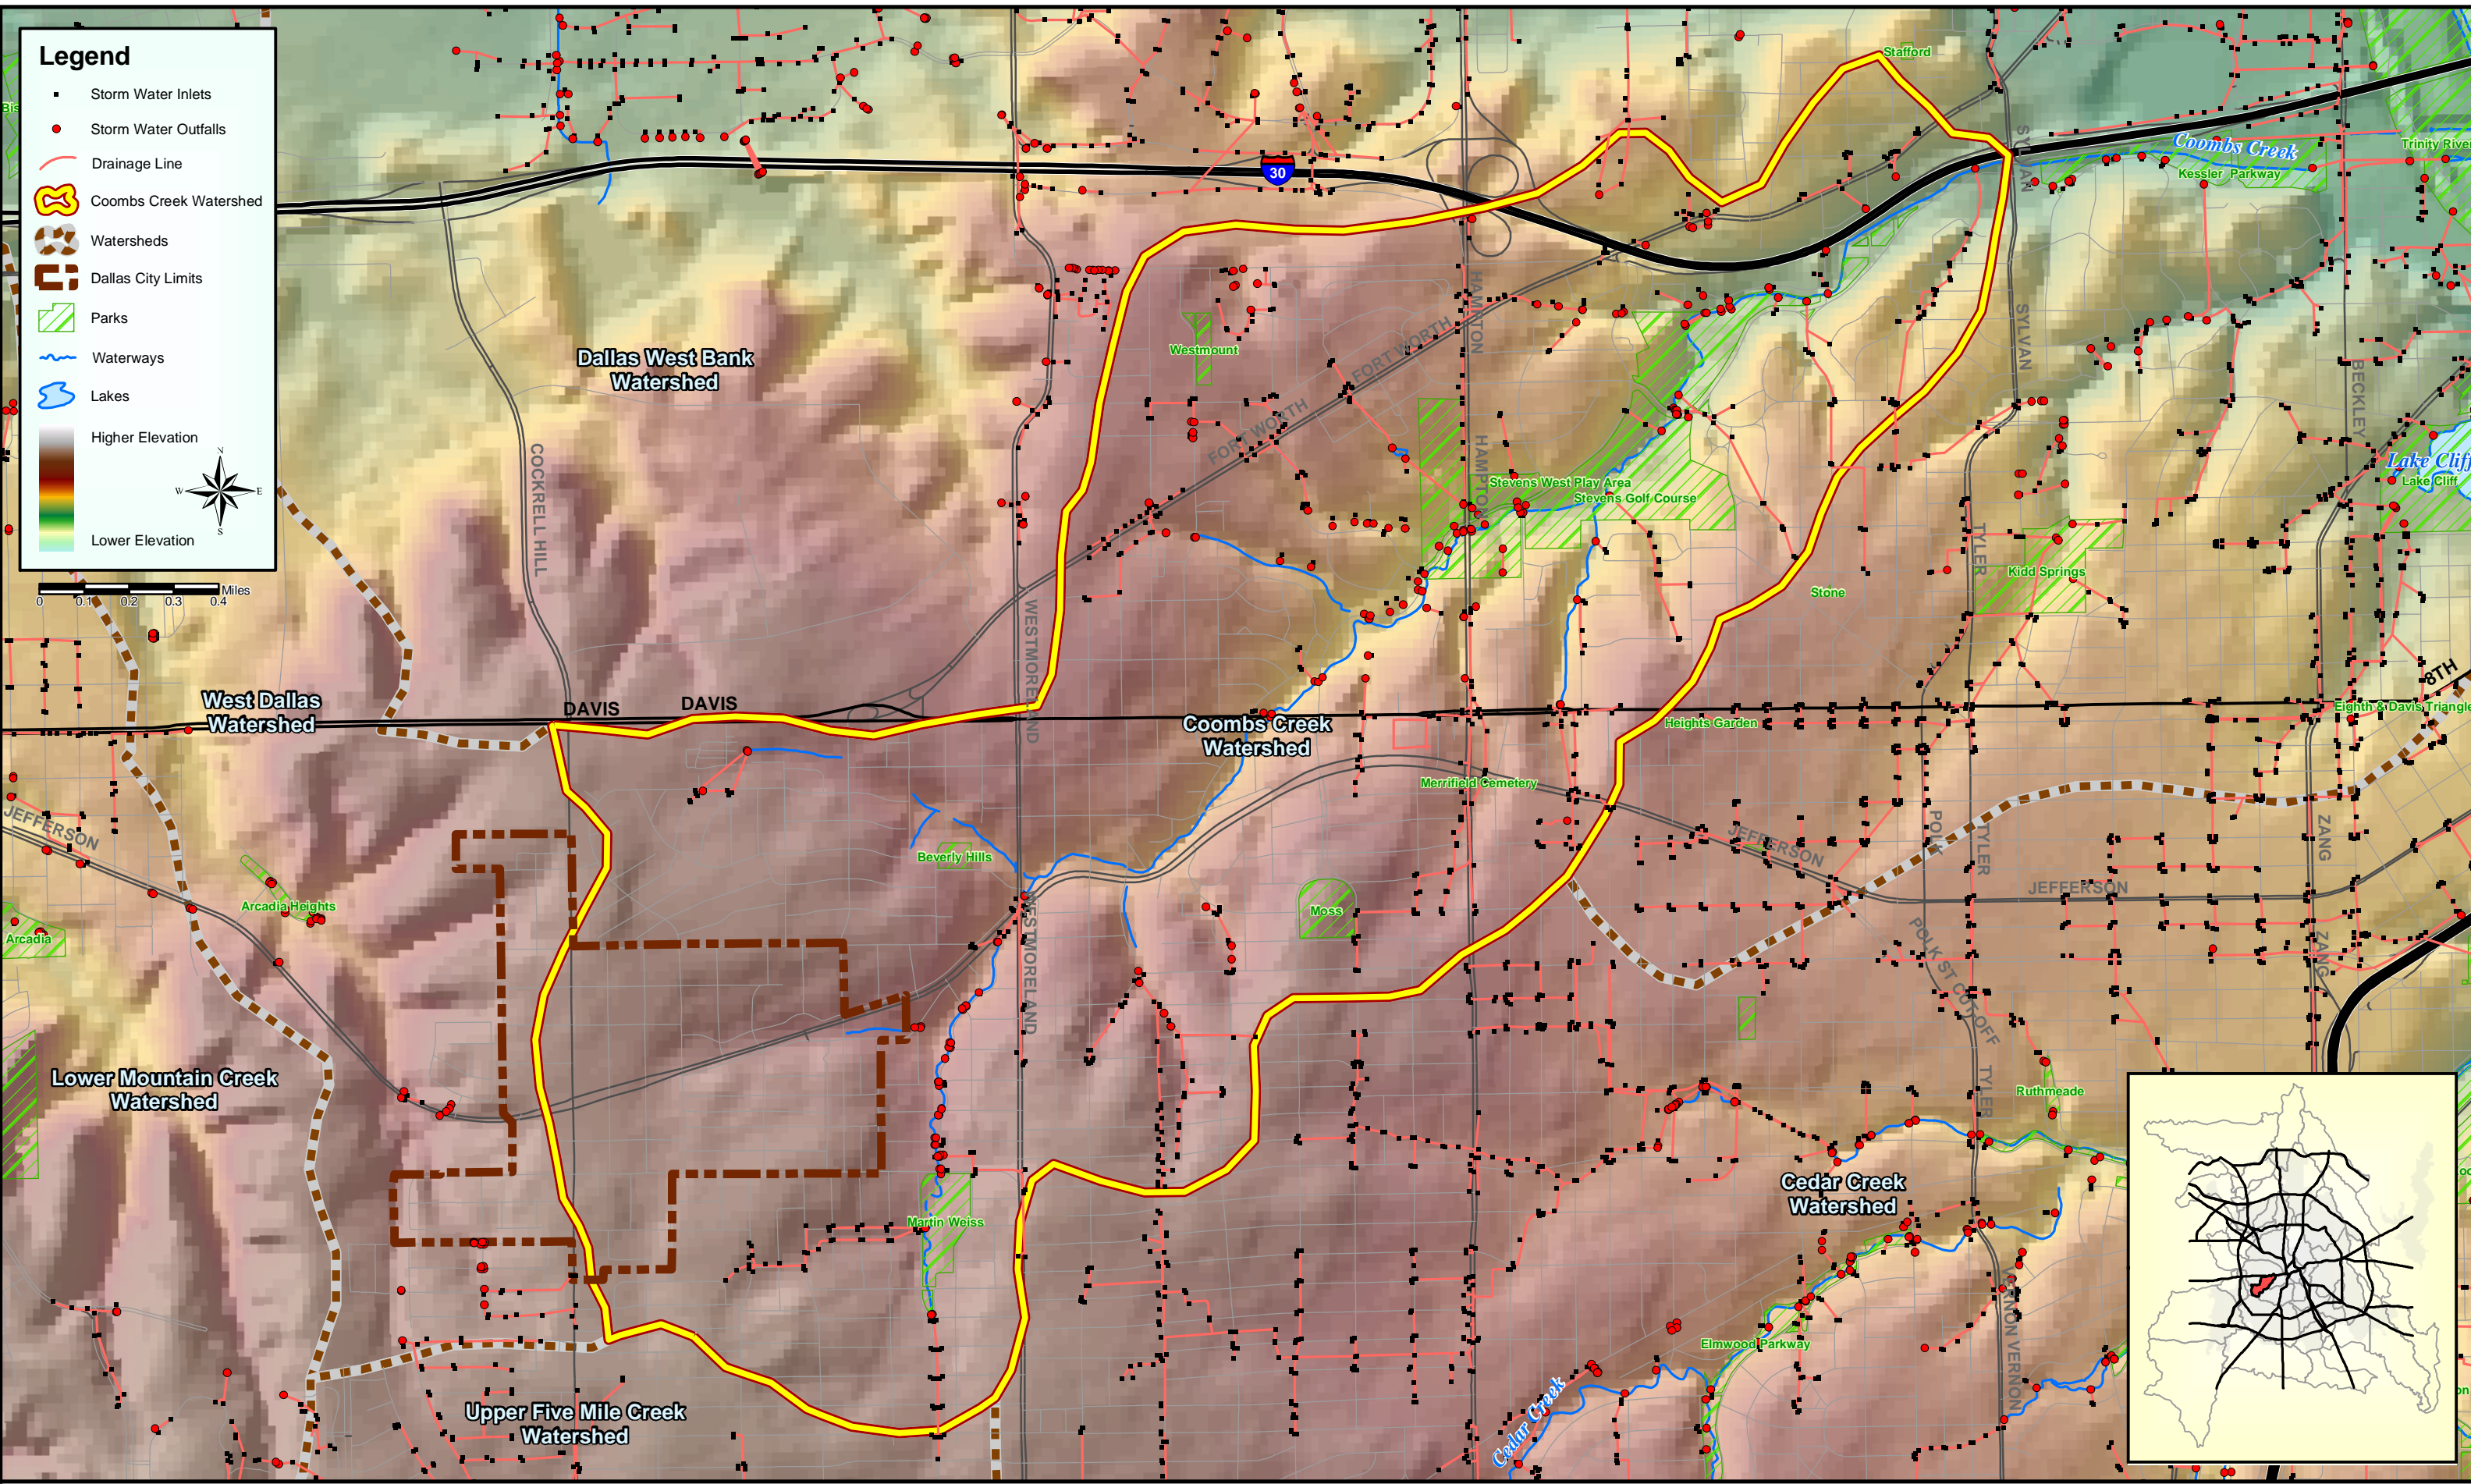 Legend
Storm Water Inlets
Storm Water Outfalls
Drainage Line
Coombs Creek Watershed
Watersheds
Dallas City Limits
Parks
Waterways
Lakes
Higher Elevation
N
W E
S
Lower Elevation
0 0.1 0.2 0.3 0.4 Miles
Bis
30
Stafford
SYLVAN
Coombs Creek
Kessler Parkway
Trinity Rive
Dallas West Bank
Watershed
Westmount
FORT WORTH
FORT WORTH
HAMPTON
HAMPTON
SYLVAN
BECKLEY
COCKRELL HILL
Stevens West Play Area
Stevens Golf Course
Lake Cliff
Lake Cliff
TYLER
Kidd Springs
Stone
WESTMORELAND
West Dallas
Watershed
DAVIS
DAVIS
Coombs Creek
Watershed
Heights Garden
8TH
Eighth & Davis Triangle
Merrifield Cemetery
JEFFERSON
JEFFERSON
JEFFERSON
POLK
TYLER
ZANG
Beverly Hills
Moss
Arcadia Heights
Arcadia
WESTMORELAND
POLK ST CUT-OFF
ZANG
Lower Mountain Creek
Watershed
TYLER
Ruthmeade
Martin Weiss
Cedar Creek
Watershed
Elmwood Parkway
VERNON VERNON
Cedar Creek
Upper Five Mile Creek
Watershed